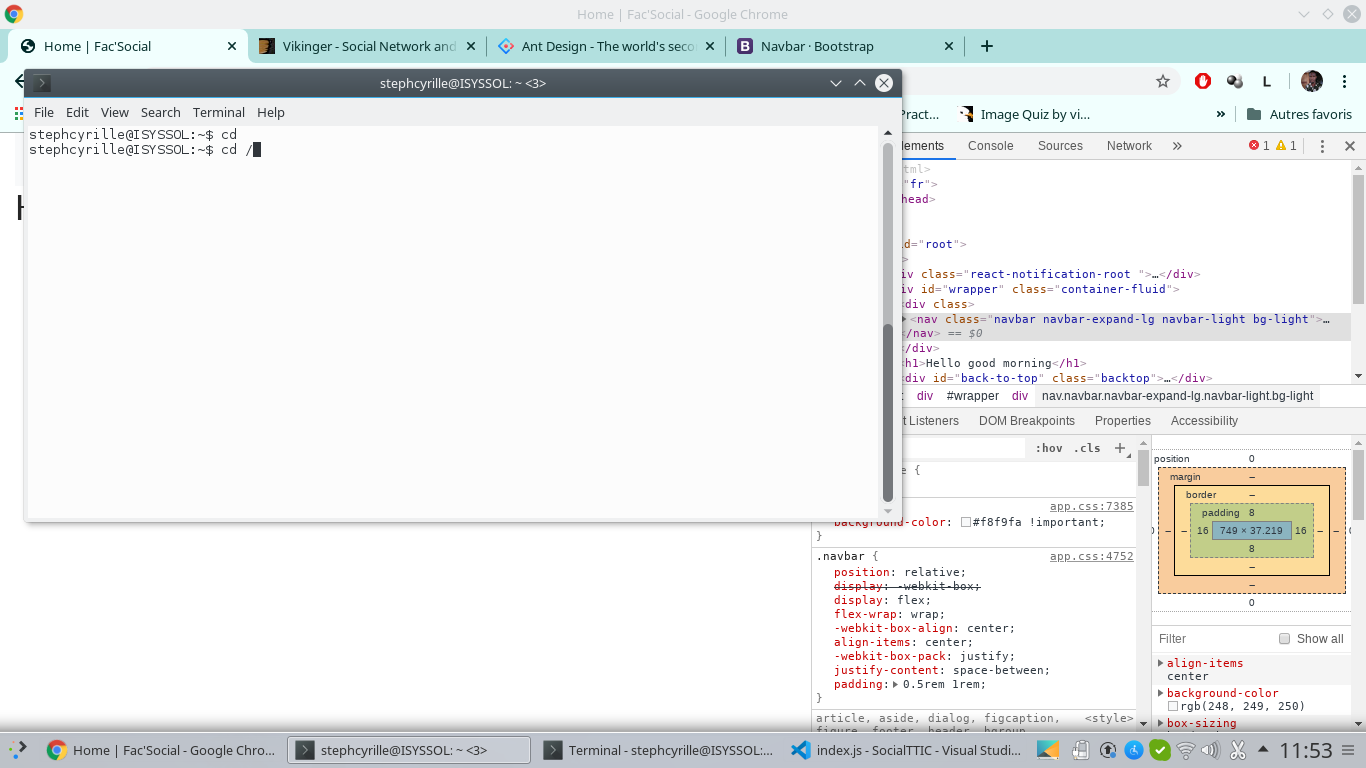 Home | Fac'Social - Google Chrome
Home | Fac'Social
Vikinger - Social Network and
Ant Design - The world's seco
Navbar · Bootstrap
stephcyrille@ISYSSOL: ~ <3>
L
File Edit View Search Terminal Help
Pract...
Image Quiz by vi...
»
Autres favoris
stephcyrille@ISYSSOL:~$ cd
stephcyrille@ISYSSOL:~$ cd /
ements Console Sources Network » 1 1
tml>
="fr">
head>
d="root">
>
iv class="react-notification-root ">…</div>
iv id="wrapper" class="container-fluid">
<div class>
<nav class="navbar navbar-expand-lg navbar-light bg-light">…
/nav> == $0
/div>
h1>Hello good morning</h1>
<div id="back-to-top" class="backtop">…</div>
t div #wrapper div nav.navbar.navbar-expand-lg.navbar-light.bg-light
t Listeners DOM Breakpoints Properties Accessibility
:hov .cls +
e {
app.css:7385
background-color: #f8f9fa !important;
}
.navbar { app.css:4752
position: relative;
display: -webkit-box;
display: flex;
flex-wrap: wrap;
-webkit-box-align: center;
align-items: center;
-webkit-box-pack: justify;
justify-content: space-between;
padding: 0.5rem 1rem;
}
article, aside, dialog, figcaption, <style>
figure, footer, header, hgroup,
position 0
margin –
border –
padding 8
– – 16 749 × 37.219 16 – –
8
–
–
0
Filter Show all
align-items
center
background-color
rgb(248, 249, 250)
box-sizing
Home | Fac'Social - Google Chro...
stephcyrille@ISYSSOL: ~ <3>
Terminal - stephcyrille@ISYSSOL:...
index.js - SocialTTIC - Visual Studi...
11:53